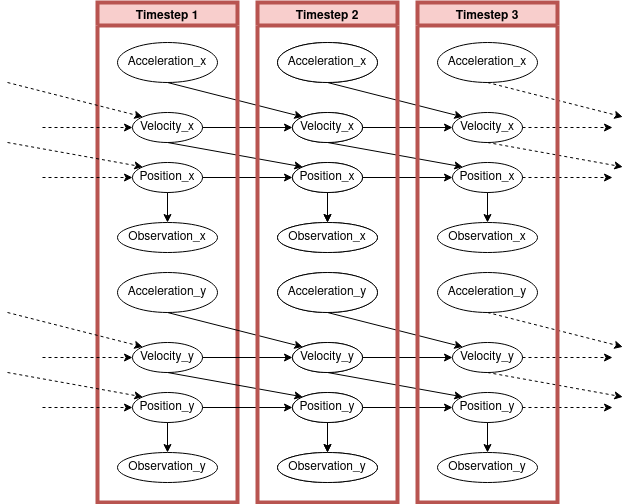 Timestep 1
Timestep 2
Timestep 3
Acceleration_x
Acceleration_x
Acceleration_x
Velocity_x
Velocity_x
Velocity_x
Position_x
Position_x
Position_x
Observation_x
Observation_x
Observation_x
Acceleration_y
Acceleration_y
Acceleration_y
Velocity_y
Velocity_y
Velocity_y
Position_y
Position_y
Position_y
Observation_y
Observation_y
Observation_y